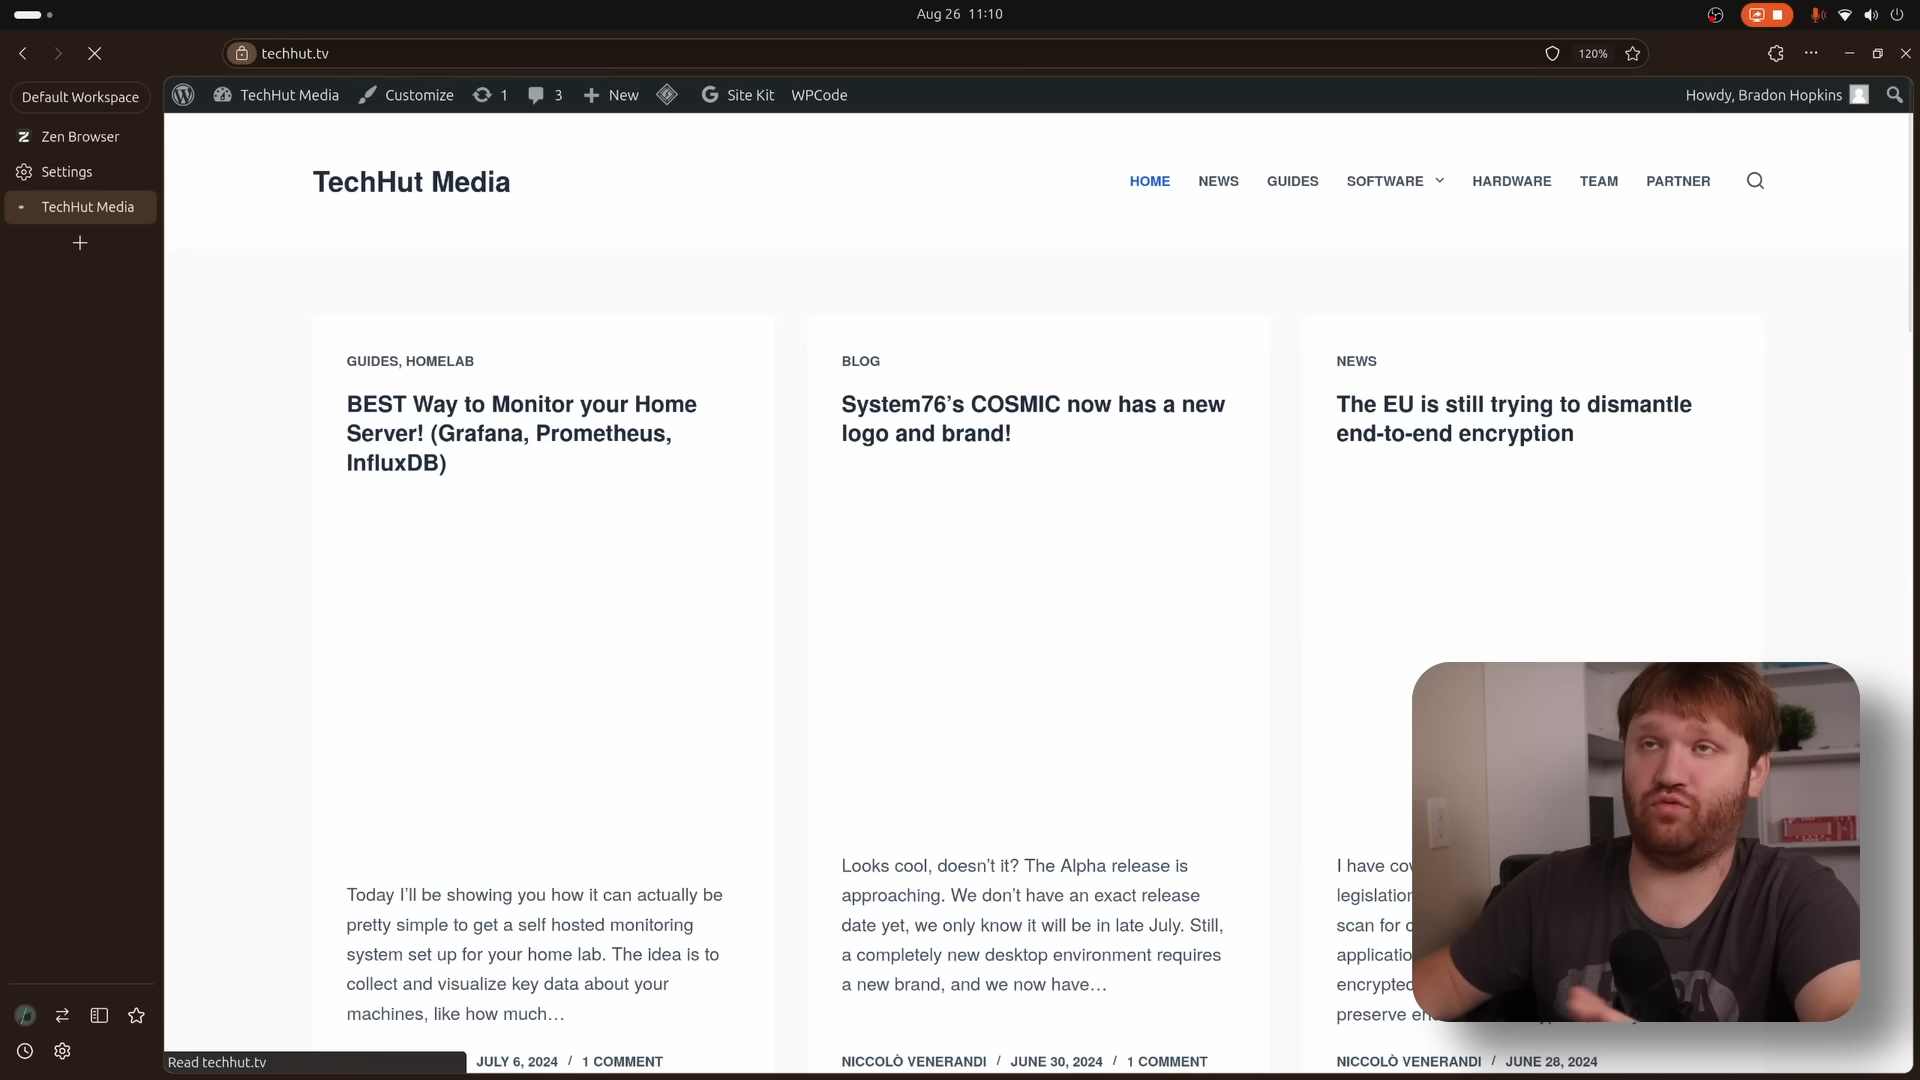 Aug 26 11:10
techhut.tv
120%
Default Workspace
Zen Browser
Settings
TechHut Media
TechHut Media
Customize
1
3
New
Site Kit
WPCode
Howdy, Bradon Hopkins
TechHut Media
HOME
NEWS
GUIDES
SOFTWARE
HARDWARE
TEAM
PARTNER
GUIDES, HOMELAB
BEST Way to Monitor your Home
Server! (Grafana, Prometheus,
InfluxDB)
Today I’ll be showing you how it can actually be
pretty simple to get a self hosted monitoring
system set up for your home lab. The idea is to
collect and visualize key data about your
machines, like how much…
JULY 6, 2024 / 1 COMMENT
BLOG
System76’s COSMIC now has a new
logo and brand!
Looks cool, doesn’t it? The Alpha release is
approaching. We don’t have an exact release
date yet, we only know it will be in late July. Still,
a completely new desktop environment requires
a new brand, and we now have…
NICCOLÒ VENERANDI / JUNE 30, 2024 / 1 COMMENT
NEWS
The EU is still trying to dismantle
end-to-end encryption
I have
legislation
scan for
encrypted
preserve
NICCOLÒ VENERANDI / JUNE 28, 2024
Read techhut.tv